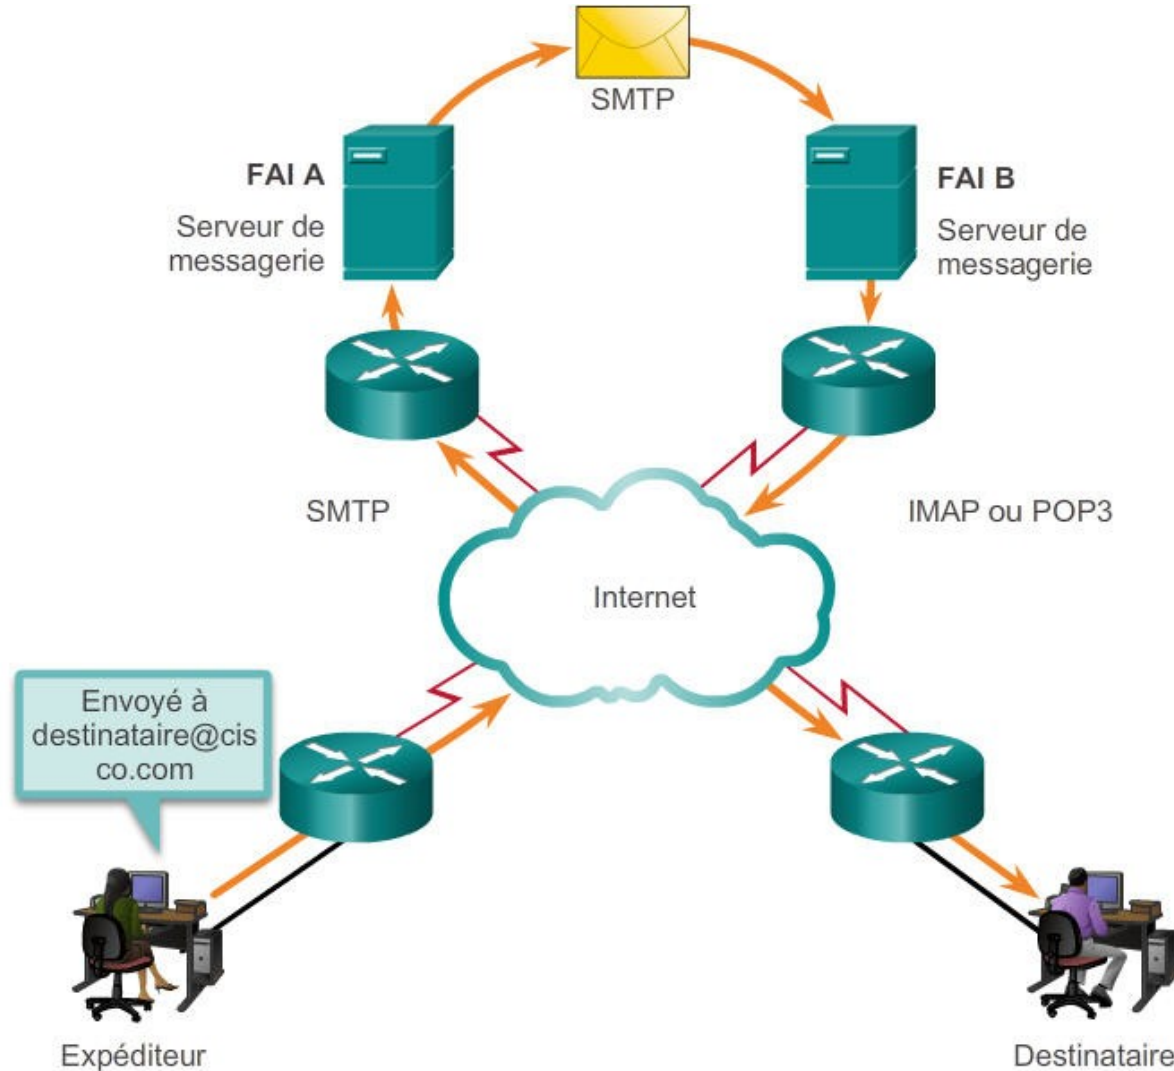 SMTP
FAI A
Serveur de
messagerie
FAI B
Serveur de
messagerie
SMTP
IMAP ou POP3
Internet
Envoyé à
destinataire@cis
co.com
Expéditeur
Destinataire